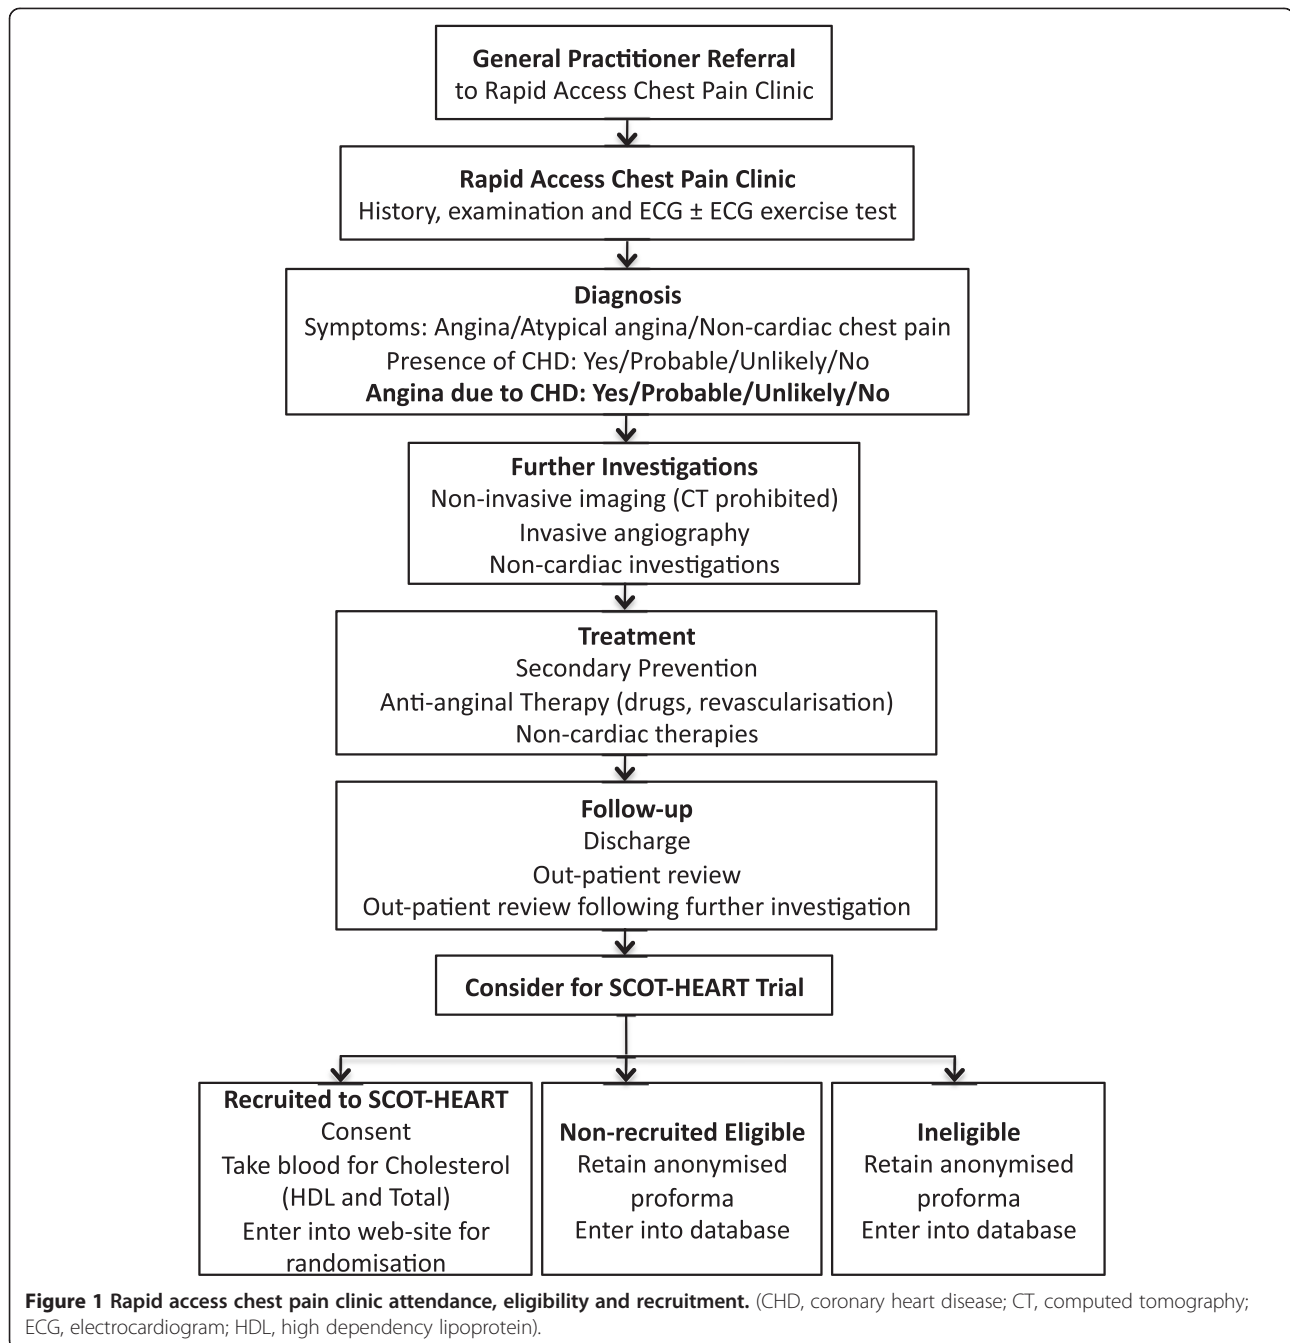 General Practitioner Referral
to Rapid Access Chest Pain Clinic
Rapid Access Chest Pain Clinic
History, examination and ECG ± ECG exercise test
Diagnosis
Symptoms: Angina/Atypical angina/Non-cardiac chest pain
Presence of CHD: Yes/Probable/Unlikely/No
Angina due to CHD: Yes/Probable/Unlikely/No
Further Investigations
Non-invasive imaging (CT prohibited)
Invasive angiography
Non-cardiac investigations
Treatment
Secondary Prevention
Anti-anginal Therapy (drugs, revascularisation)
Non-cardiac therapies
Follow-up
Discharge
Out-patient review
Out-patient review following further investigation
Consider for SCOT-HEART Trial
Recruited to SCOT-HEART
Consent
Take blood for Cholesterol
(HDL and Total)
Enter into web-site for
randomisation
Non-recruited Eligible
Retain anonymised
proforma
Enter into database
Ineligible
Retain anonymised
proforma
Enter into database
Figure 1 Rapid access chest pain clinic attendance, eligibility and recruitment. (CHD, coronary heart disease; CT, computed tomography;
ECG, electrocardiogram; HDL, high dependency lipoprotein).